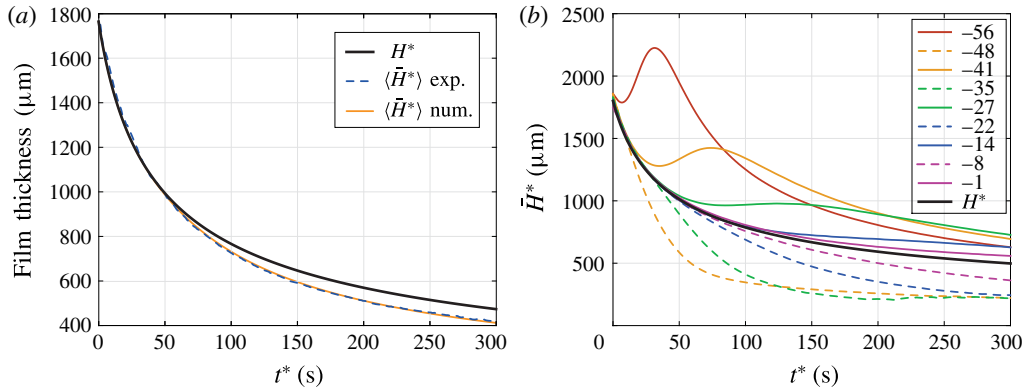 (a)
1800
1600
1400
1200
1000
800
600
400
Film thickness (μm)
H*
⟨H̄*⟩ exp.
⟨H̄*⟩ num.
0 50 100 150 200 250 300
t* (s)
(b)
2500
2000
1500
1000
500
H̄* (μm)
−56
−48
−41
−35
−27
−22
−14
−8
−1
H*
0 50 100 150 200 250 300
t* (s)